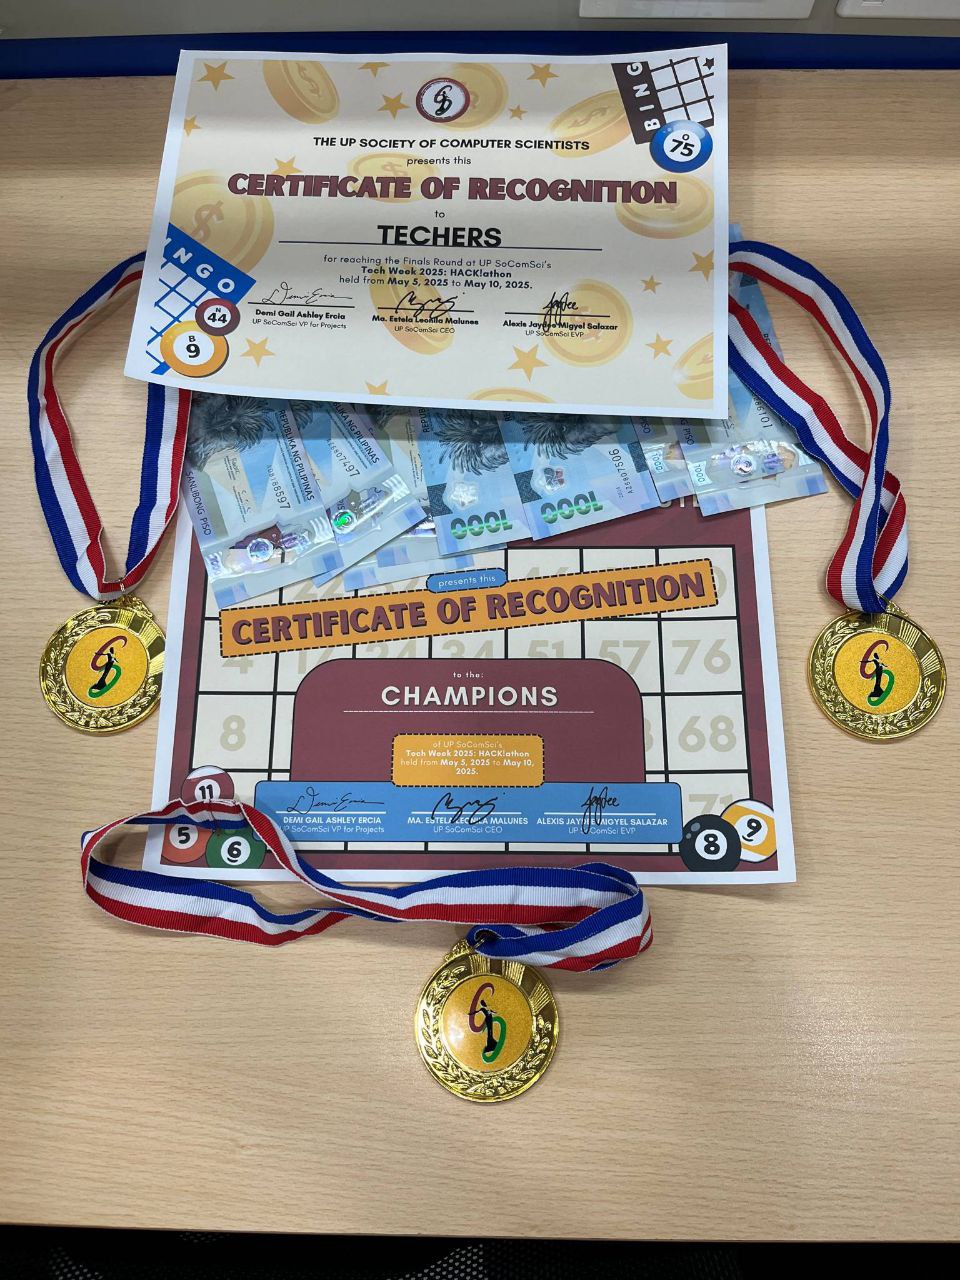 BING
O
75
THE UP SOCIETY OF COMPUTER SCIENTISTS
presents this
CERTIFICATE OF RECOGNITION
to
TECHERS
for reaching the Finals Round at UP SoComSci's
Tech Week 2025: HACK!athon
held from May 5, 2025 to May 10, 2025.
Demi Gail Ashley Ercia
UP SoComSci VP for Projects
Ma. Estela Leonila Malunes
UP SoComSci CEO
Alexis Jaydee Migyel Salazar
UP SoComSci EVP
INGO
N
44
B
9
REPUBLIKA NG PILIPINAS
SANLIBONG PISO
1000
1000
presents this
CERTIFICATE OF RECOGNITION
4 34 51 57 76
to the:
CHAMPIONS
8 68
of UP SoComSci's
Tech Week 2025: HACK!athon
held from May 5, 2025 to May 10,
2025.
DEMI GAIL ASHLEY ERCIA
UP SoComSci VP for Projects
MA. ESTELA LEONILA MALUNES
UP SoComSci CEO
ALEXIS JAYDEE MIGYEL SALAZAR
UP SoComSci EVP
71
11
5
6
8
9